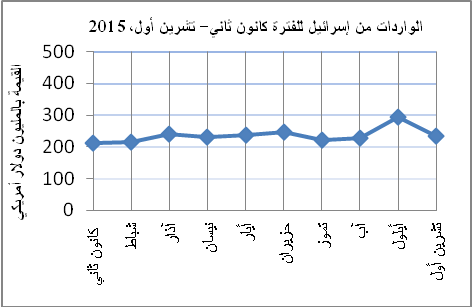 الواردات من إسرائيل للفترة كانون ثاني– تشرين أول، 2015
القيمة بالمليون دولار أمريكي
500
400
300
200
100
0
كانون ثاني
شباط
آذار
نيسان
أيار
حزيران
تموز
آب
أيلول
تشرين أول